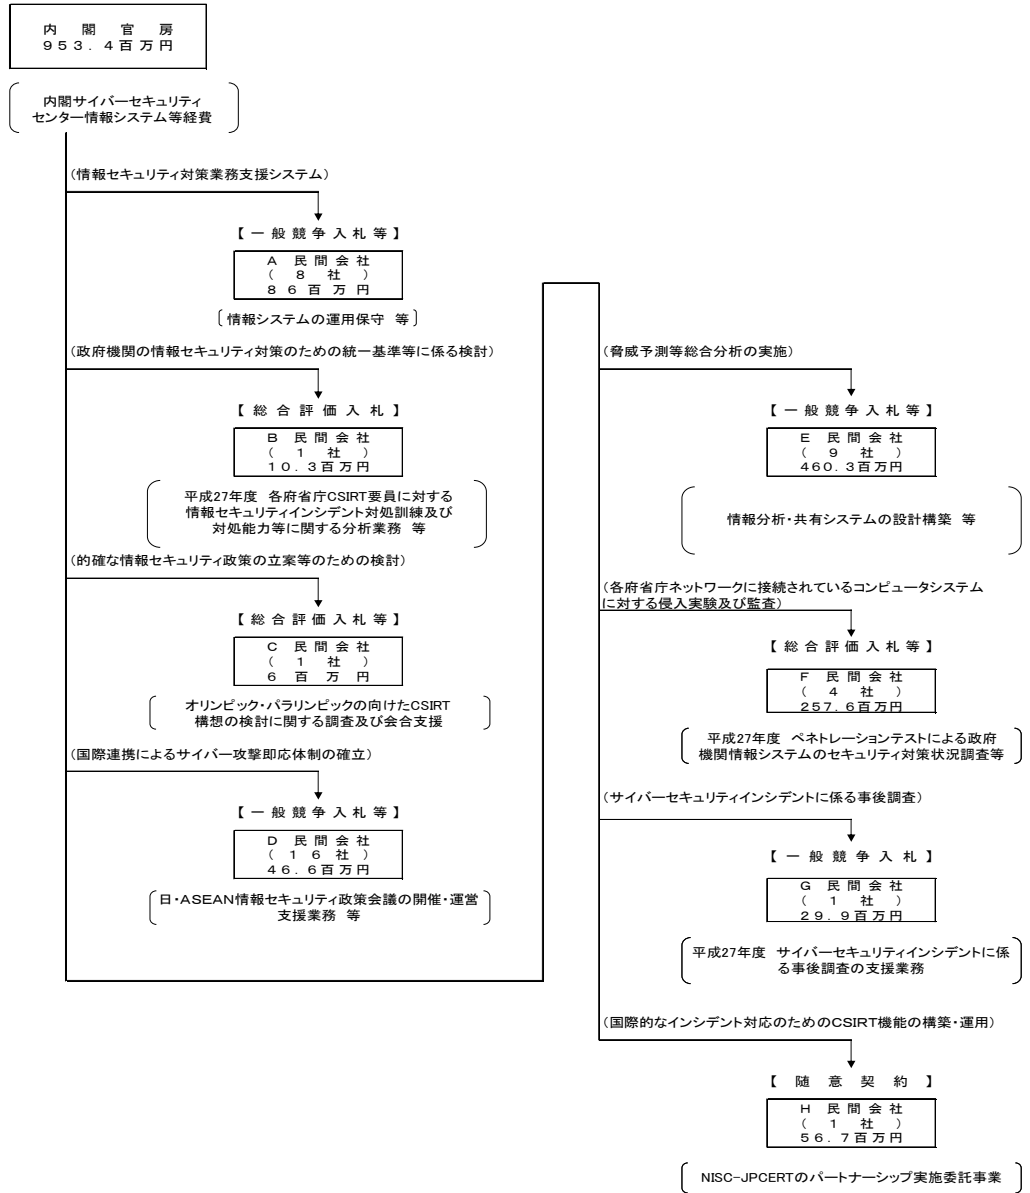 内閣官房
953.4百万円
内閣サイバーセキュリティ
センター情報システム等経費
(情報セキュリティ対策業務支援システム)
【一般競争入札等】
A 民間会社
(8社)
86百万円
情報システムの運用保守 等
(政府機関の情報セキュリティ対策のための統一基準等に係る検討)
【総合評価入札】
B 民間会社
(1社)
10.3百万円
平成27年度 各府省庁CSIRT要員に対する
情報セキュリティインシデント対処訓練及び
対処能力等に関する分析業務 等
(的確な情報セキュリティ政策の立案等のための検討)
【総合評価入札等】
C 民間会社
(1社)
6百万円
オリンピック・パラリンピックの向けたCSIRT
構想の検討に関する調査及び会合支援
(国際連携によるサイバー攻撃即応体制の確立)
【一般競争入札等】
D 民間会社
(16社)
46.6百万円
日・ASEAN情報セキュリティ政策会議の開催・運営
支援業務 等
(脅威予測等総合分析の実施)
【一般競争入札等】
E 民間会社
(9社)
460.3百万円
情報分析・共有システムの設計構築 等
(各府省庁ネットワークに接続されているコンピュータシステム
に対する侵入実験及び監査)
【総合評価入札等】
F 民間会社
(4社)
257.6百万円
平成27年度 ペネトレーションテストによる政府
機関情報システムのセキュリティ対策状況調査等
(サイバーセキュリティインシデントに係る事後調査)
【一般競争入札】
G 民間会社
(1社)
29.9百万円
平成27年度 サイバーセキュリティインシデントに係
る事後調査の支援業務
(国際的なインシデント対応のためのCSIRT機能の構築・運用)
【随意契約】
H 民間会社
(1社)
56.7百万円
NISC-JPCERTのパートナーシップ実施委託事業